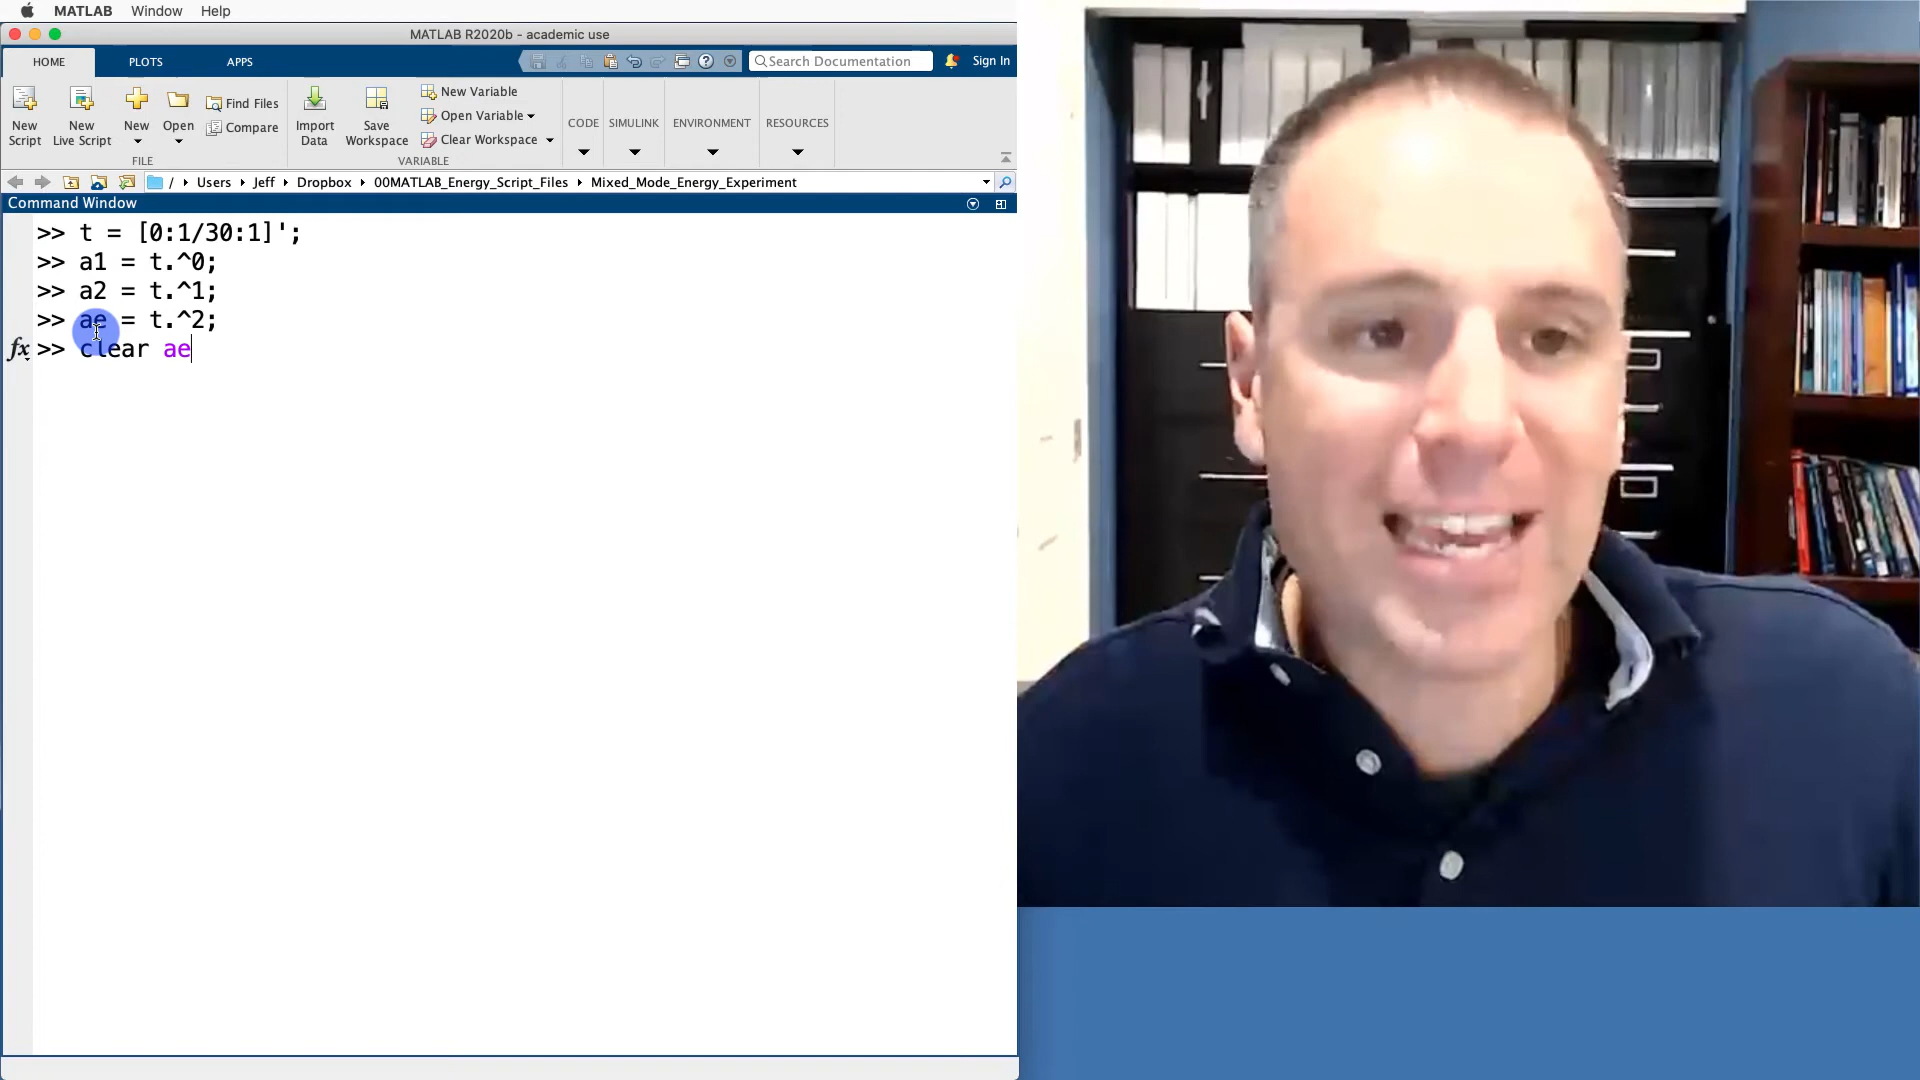 MATLAB Window Help
MATLAB R2020b - academic use
HOME PLOTS APPS
Search Documentation
Sign In
New Script
New Live Script
New
Open
Find Files
Compare
FILE
Import Data
Save Workspace
New Variable
Open Variable
Clear Workspace
VARIABLE
CODE
SIMULINK
ENVIRONMENT
RESOURCES
/ Users Jeff Dropbox 00MATLAB_Energy_Script_Files Mixed_Mode_Energy_Experiment
Command Window
>> t = [0:1/30:1]';
>> a1 = t.^0;
>> a2 = t.^1;
>> ae = t.^2;
fx >> clear ae